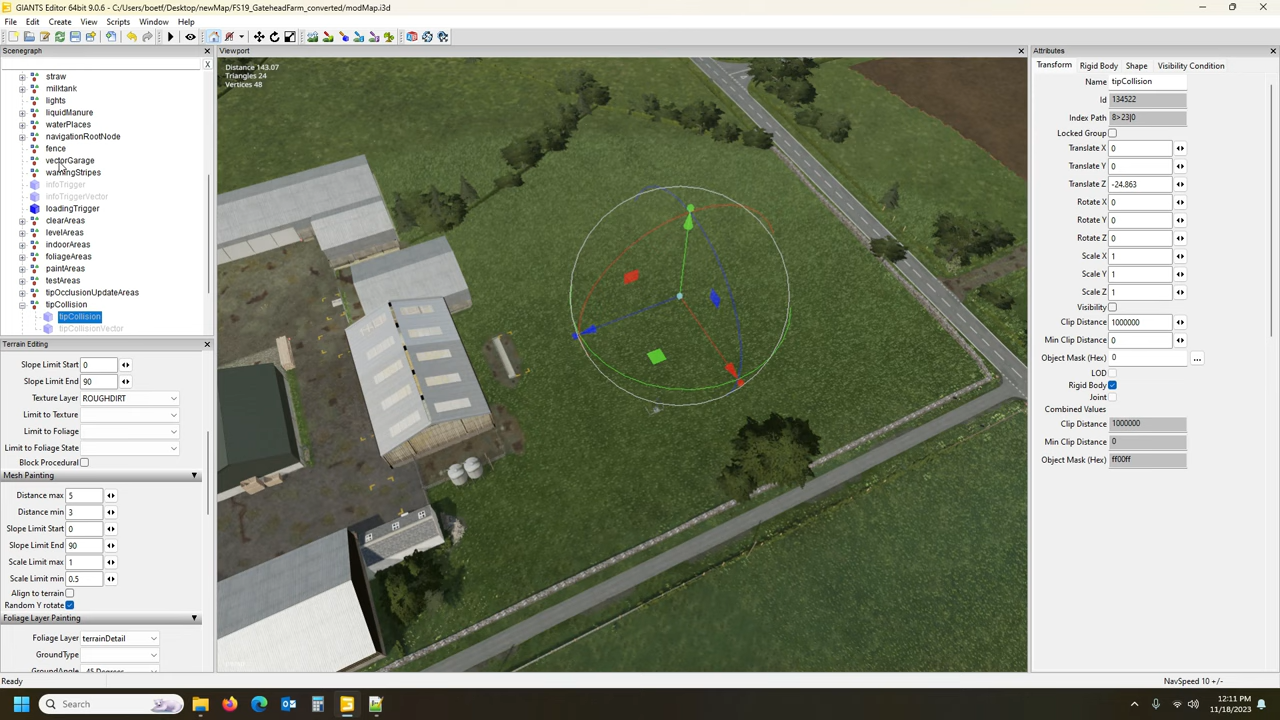 GIANTS Editor 64bit v9.0.6 - C:/Users/boetf/Desktop/newMap/FS19_GateheadFarm_converted/modMap.i3d
File Edit Create View Scripts Window Help
Scenegraph
X
straw
milktank
lights
liquidManure
waterPlaces
navigationRootNode
fence
vectorGarage
warningStripes
infoTrigger
infoTriggerVector
loadingTrigger
clearAreas
levelAreas
indoorAreas
foliageAreas
paintAreas
testAreas
tipOcclusionUpdateAreas
tipCollision
tipCollision
tipCollisionVector
Terrain Editing
Slope Limit Start 0
Slope Limit End 90
Texture Layer ROUGHDIRT
Limit to Texture
Limit to Foliage
Limit to Foliage State
Block Procedural
Mesh Painting
Distance max 5
Distance min 3
Slope Limit Start 0
Slope Limit End 90
Scale Limit max 1
Scale Limit min 0.5
Align to terrain
Random Y rotate
Foliage Layer Painting
Foliage Layer terrainDetail
GroundType
GroundAngle -45 Degrees
Viewport
Distance 143.07
Triangles 24
Vertices 48
Attributes
Transform Rigid Body Shape Visibility Condition
Name tipCollision
Id 134522
Index Path 8>23|0
Locked Group
Translate X 0
Translate Y 0
Translate Z -24.863
Rotate X 0
Rotate Y 0
Rotate Z 0
Scale X 1
Scale Y 1
Scale Z 1
Visibility
Clip Distance 1000000
Min Clip Distance 0
Object Mask (Hex) 0 ...
LOD
Rigid Body
Joint
Combined Values
Clip Distance 1000000
Min Clip Distance 0
Object Mask (Hex) ff00ff
Ready
NavSpeed 10 +/-
Search
12:11 PM
11/18/2023